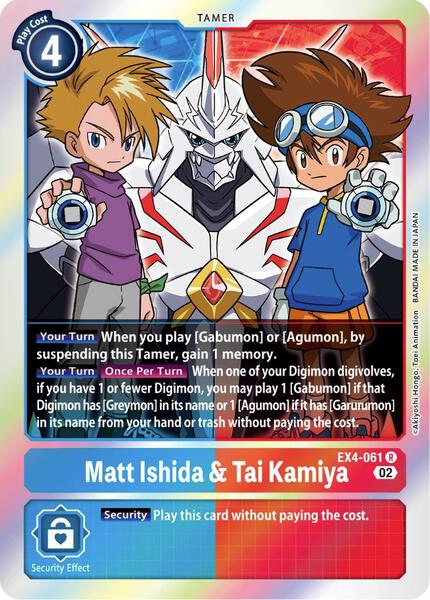 TAMER
Play Cost
4
Your Turn When you play [Gabumon] or [Agumon], by
suspending this Tamer, gain 1 memory.
Your Turn Once Per Turn When one of your Digimon digivolves,
if you have 1 or fewer Digimon, you may play 1 [Gabumon] if that
Digimon has [Greymon] in its name or 1 [Agumon] if it has [Garurumon]
in its name from your hand or trash without paying the cost.
©Akiyoshi Hongo, Toei Animation BANDAI MADE IN JAPAN
EX4-061 R
02
Matt Ishida & Tai Kamiya
Security Play this card without paying the cost.
Security Effect